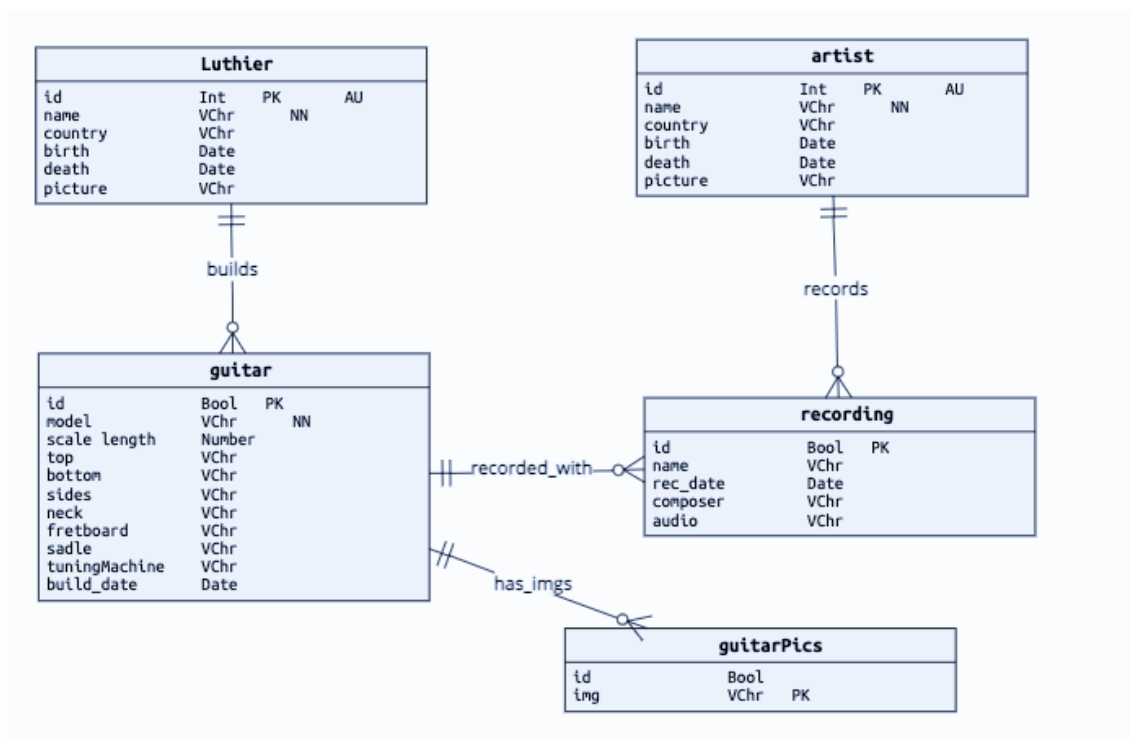 Luthier
id Int PK AU
name VChr NN
country VChr
birth Date
death Date
picture VChr
artist
id Int PK AU
name VChr NN
country VChr
birth Date
death Date
picture VChr
builds
records
guitar
id Bool PK
model VChr NN
scale length Number
top VChr
bottom VChr
sides VChr
neck VChr
fretboard VChr
sadle VChr
tuningMachine VChr
build_date Date
recorded_with
recording
id Bool PK
name VChr
rec_date Date
composer VChr
audio VChr
has_imgs
guitarPics
id Bool
img VChr PK